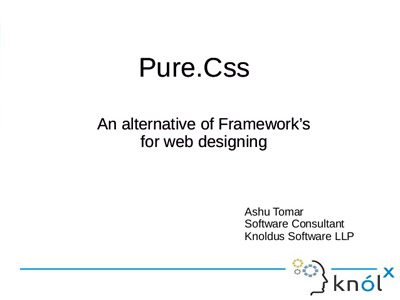 Pure.Css
An alternative of Framework's
for web designing
Ashu Tomar
Software Consultant
Knoldus Software LLP
knólx